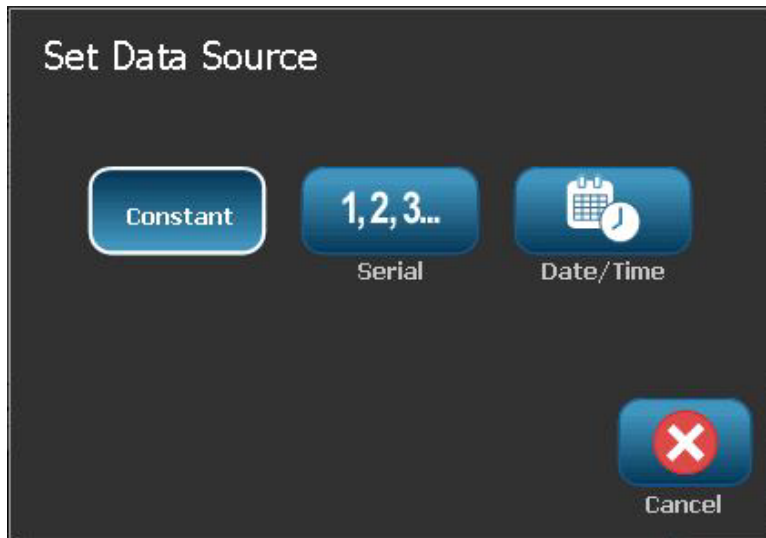 Set Data Source
Constant
1, 2, 3...
Serial
Date/Time
Cancel